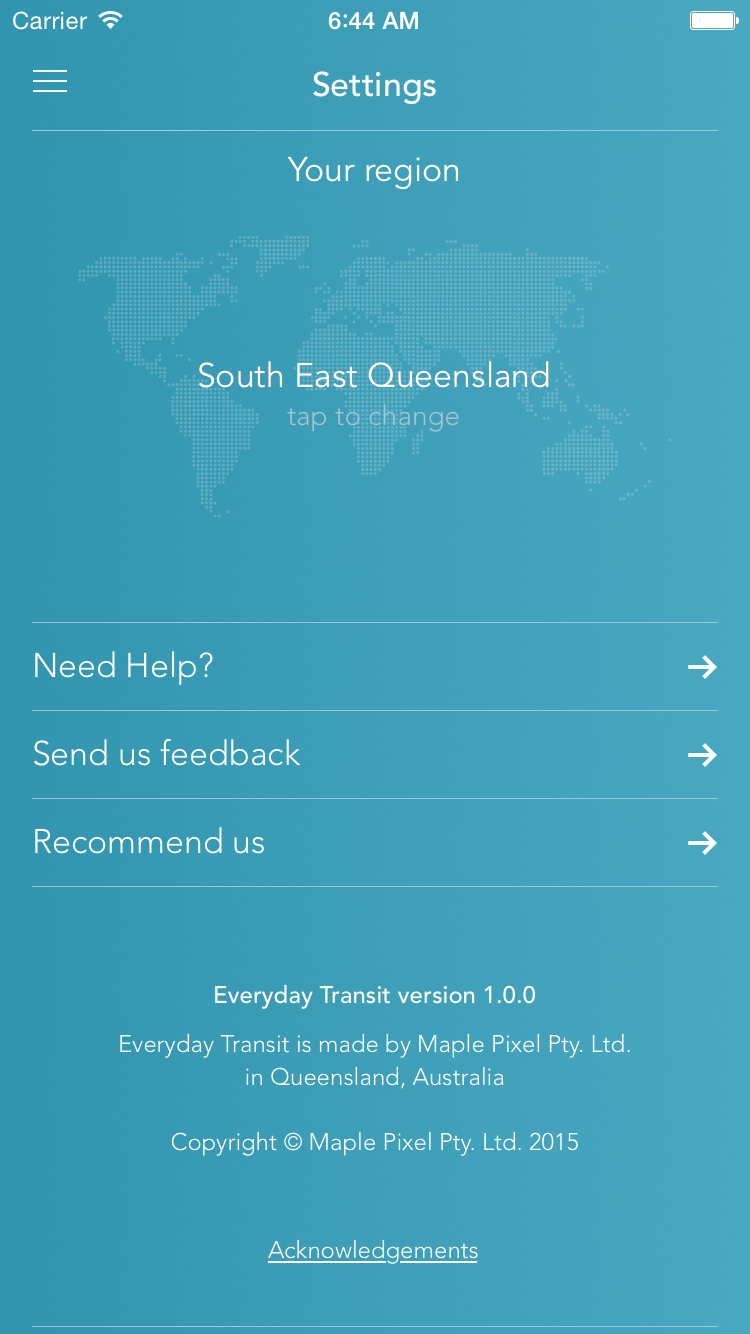 Carrier 6:44 AM
Settings
Your region
South East Queensland
tap to change
Need Help?
Send us feedback
Recommend us
Everyday Transit version 1.0.0
Everyday Transit is made by Maple Pixel Pty. Ltd.
in Queensland, Australia
Copyright © Maple Pixel Pty. Ltd. 2015
Acknowledgements